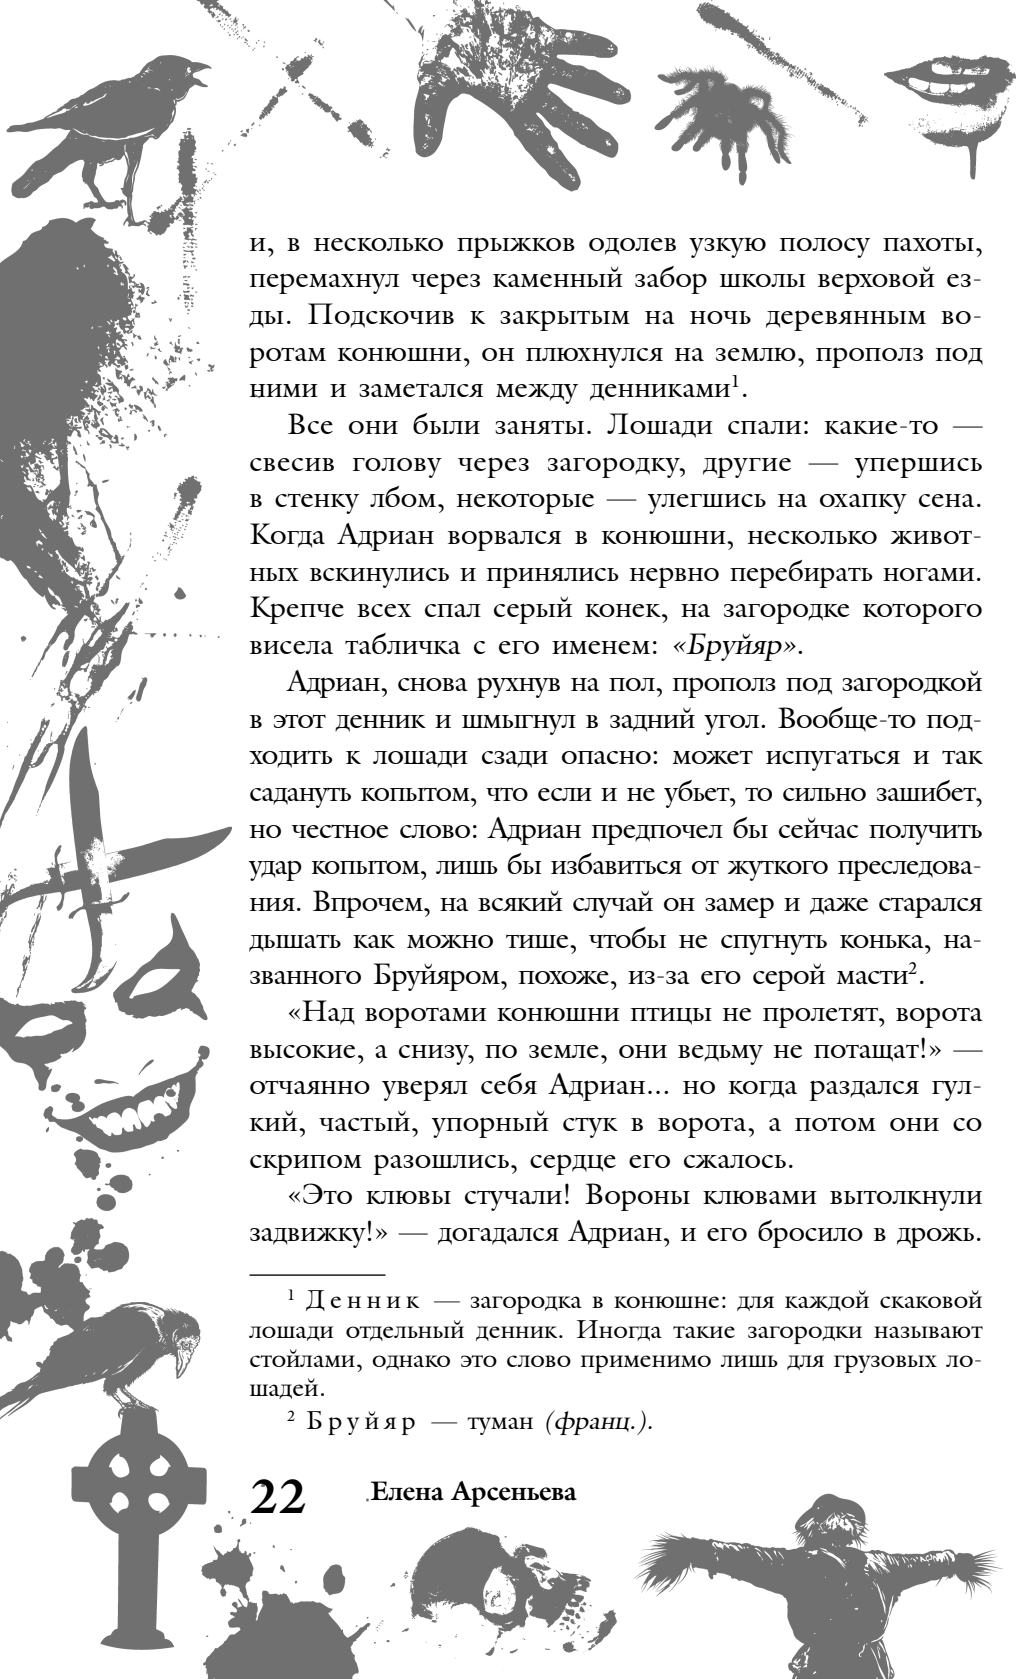 и, в несколько прыжков одолев узкую полосу пахоты,
перемахнул через каменный забор школы верховой ез-
ды. Подскочив к закрытым на ночь деревянным во-
ротам конюшни, он плюхнулся на землю, прополз под
ними и заметался между денниками¹.
Все они были заняты. Лошади спали: какие-то —
свесив голову через загородку, другие — упершись
в стенку лбом, некоторые — улегшись на охапку сена.
Когда Адриан ворвался в конюшни, несколько живот-
ных вскинулись и принялись нервно перебирать ногами.
Крепче всех спал серый конек, на загородке которого
висела табличка с его именем: «Бруйяр».
Адриан, снова рухнув на пол, прополз под загородкой
в этот денник и шмыгнул в задний угол. Вообще-то под-
ходить к лошади сзади опасно: может испугаться и так
садануть копытом, что если и не убьет, то сильно зашибет,
но честное слово: Адриан предпочел бы сейчас получить
удар копытом, лишь бы избавиться от жуткого преследова-
ния. Впрочем, на всякий случай он замер и даже старался
дышать как можно тише, чтобы не спугнуть конька, на-
званного Бруйяром, похоже, из-за его серой масти².
«Над воротами конюшни птицы не пролетят, ворота
высокие, а снизу, по земле, они ведьму не потащат!» —
отчаянно уверял себя Адриан... но когда раздался гул-
кий, частый, упорный стук в ворота, а потом они со
скрипом разошлись, сердце его сжалось.
«Это клювы стучали! Вороны клювами вытолкнули
задвижку!» — догадался Адриан, и его бросило в дрожь.
¹ Денник — загородка в конюшне: для каждой скаковой
лошади отдельный денник. Иногда такие загородки называют
стойлами, однако это слово применимо лишь для грузовых ло-
шадей.
² Бруйяр — туман (франц.).
22 Елена Арсеньева